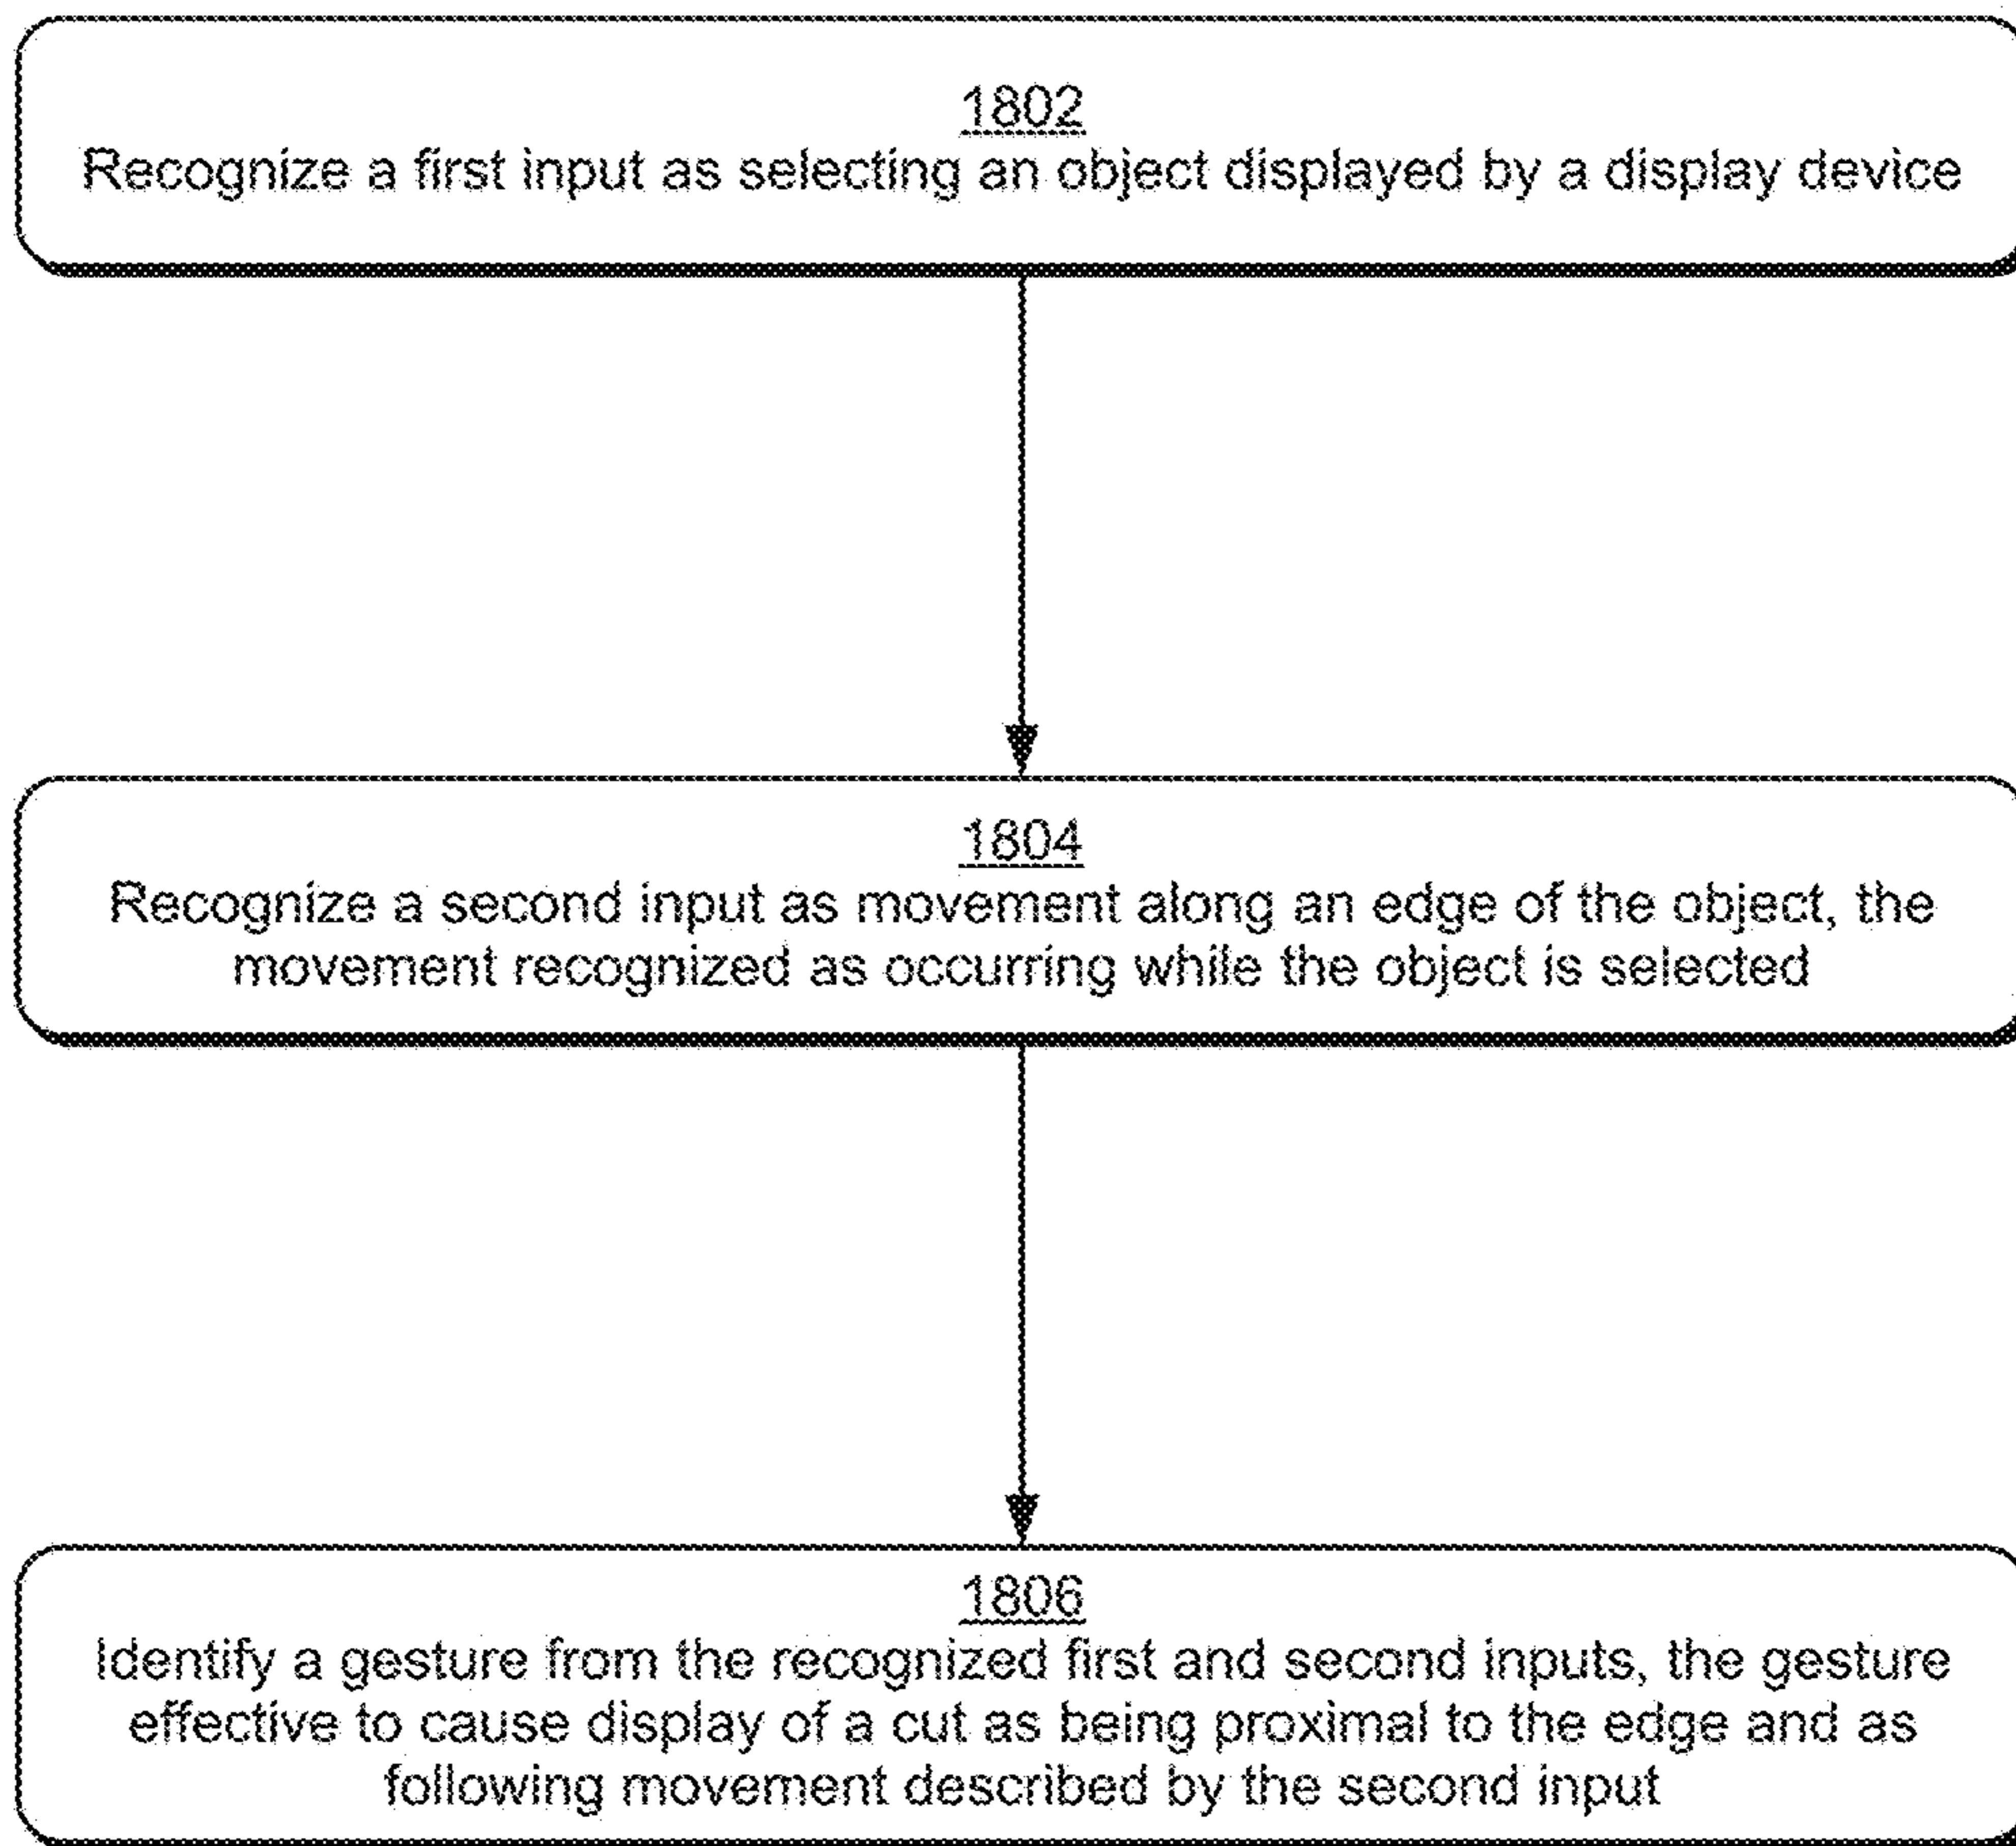 1802
Recognize a first input as selecting an object displayed by a display device
1804
Recognize a second input as movement along an edge of the object, the
movement recognized as occurring while the object is selected
1806
Identify a gesture from the recognized first and second inputs, the gesture
effective to cause display of a cut as being proximal to the edge and as
following movement described by the second input